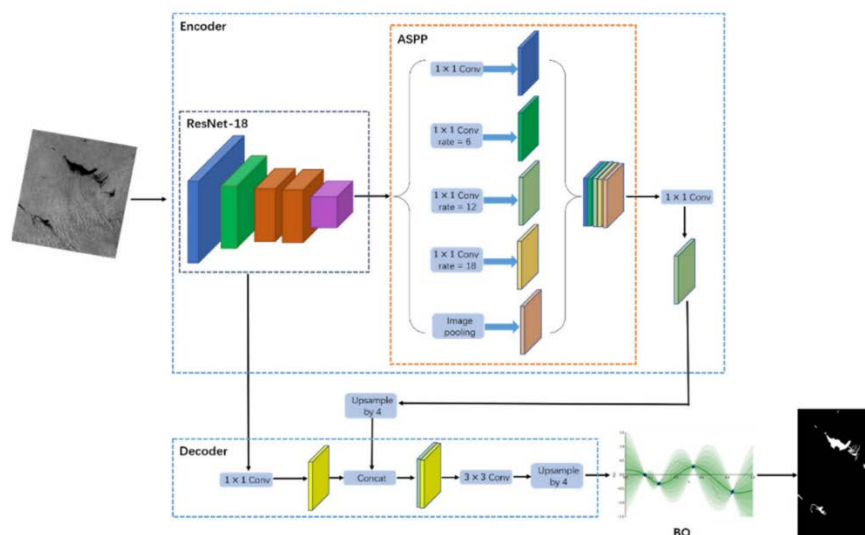 Encoder
ASPP
1 × 1 Conv
ResNet-18
1 × 1 Conv
rate = 6
1 × 1 Conv
rate = 12
1 × 1 Conv
1 × 1 Conv
rate = 18
Image
pooling
Upsample
by 4
Decoder
1 × 1 Conv
Concat
3 × 3 Conv
Upsample
by 4
BO